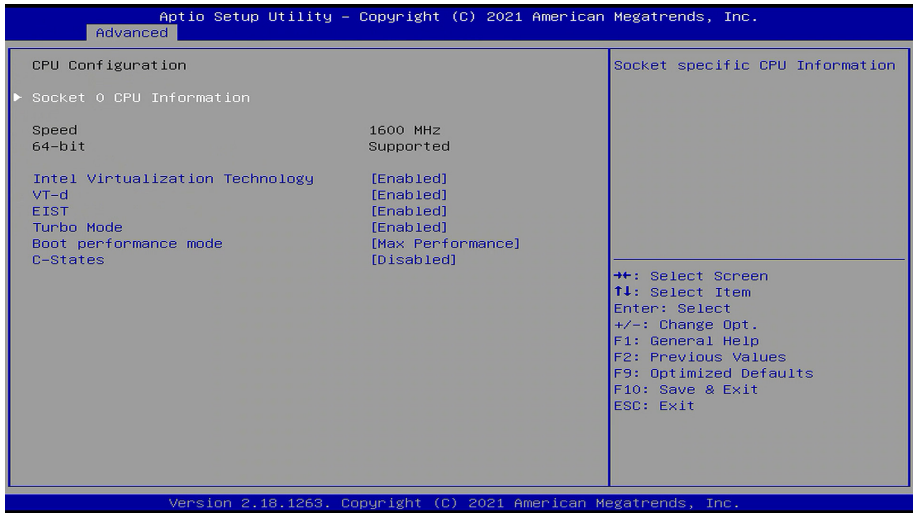 Aptio Setup Utility – Copyright (C) 2021 American Megatrends, Inc.
Advanced
CPU Configuration
Socket specific CPU Information
► Socket 0 CPU Information
Speed 1600 MHz
64-bit Supported
Intel Virtualization Technology [Enabled]
VT-d [Enabled]
EIST [Enabled]
Turbo Mode [Enabled]
Boot performance mode [Max Performance]
C-States [Disabled]
→←: Select Screen
↑↓: Select Item
Enter: Select
+/-: Change Opt.
F1: General Help
F2: Previous Values
F9: Optimized Defaults
F10: Save & Exit
ESC: Exit
Version 2.18.1263. Copyright (C) 2021 American Megatrends, Inc.